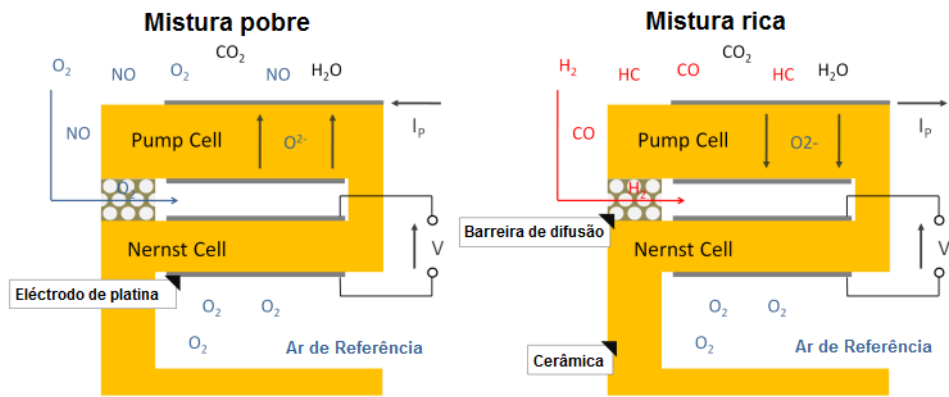 Mistura pobre
O₂ NO O₂ CO₂ NO H₂O
NO
Pump Cell
O²⁻
I_P
O₂
Nernst Cell
V
Eléctrodo de platina
O₂ O₂
O₂
Ar de Referência
Mistura rica
H₂ HC CO CO₂ HC H₂O
CO
Pump Cell
O2-
I_P
H₂
Barreira de difusão
Nernst Cell
V
O₂ O₂
O₂
Ar de Referência
Cerâmica